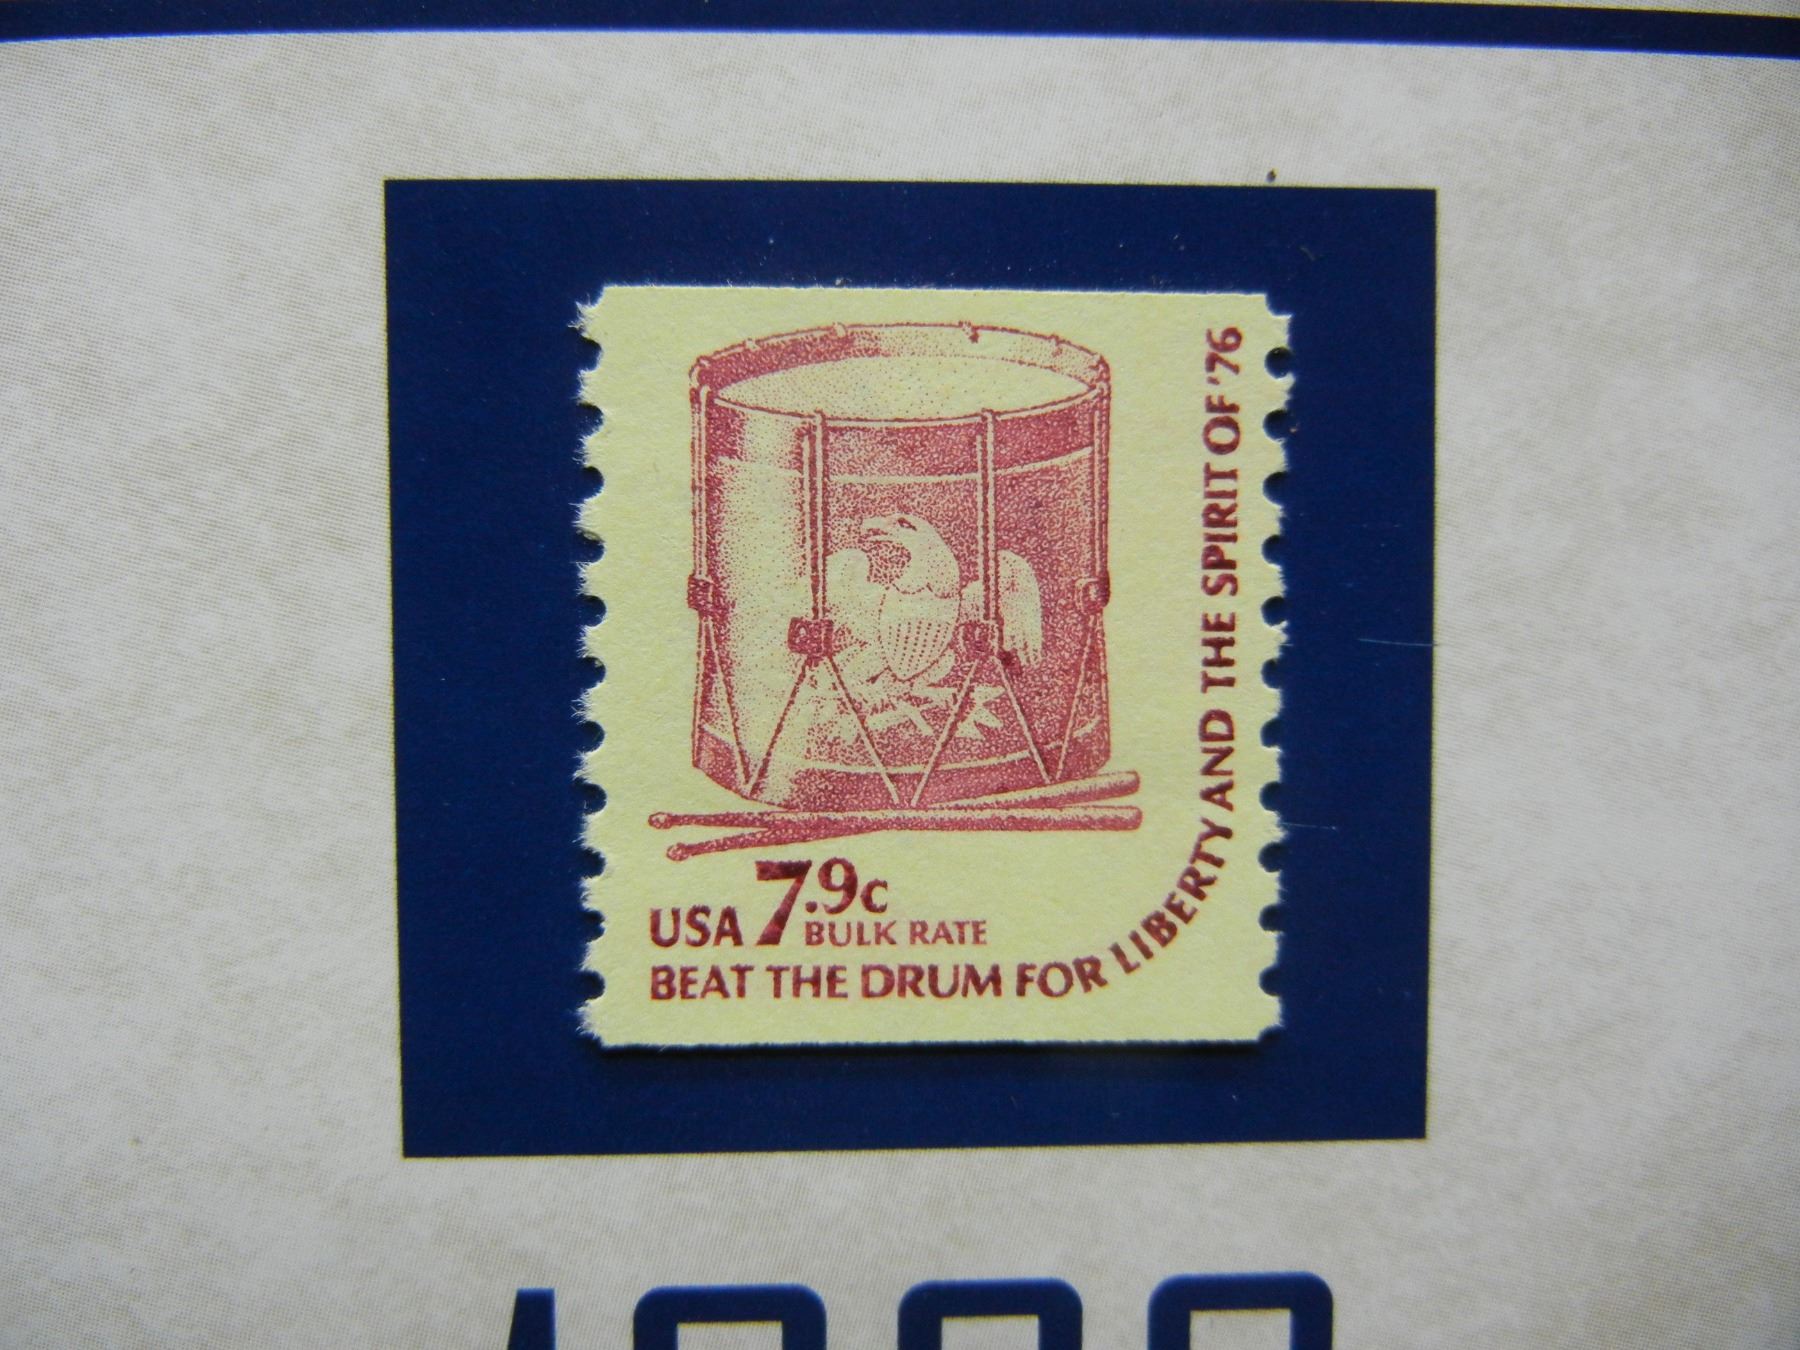 USA 7.9c
BULK RATE
BEAT THE DRUM FOR LIBERTY AND THE SPIRIT OF '76